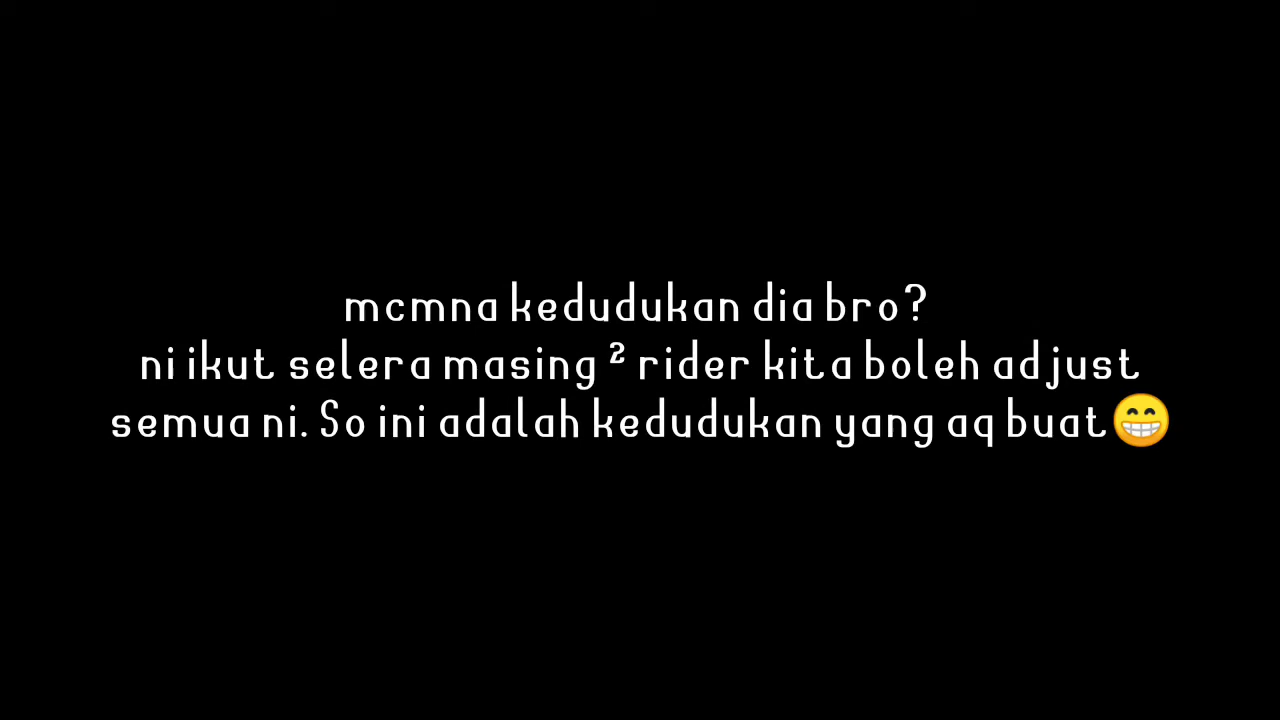 mcmna kedudukan dia bro?
ni ikut selera masing ² rider kita boleh adjust
semua ni. So ini adalah kedudukan yang aq buat😁